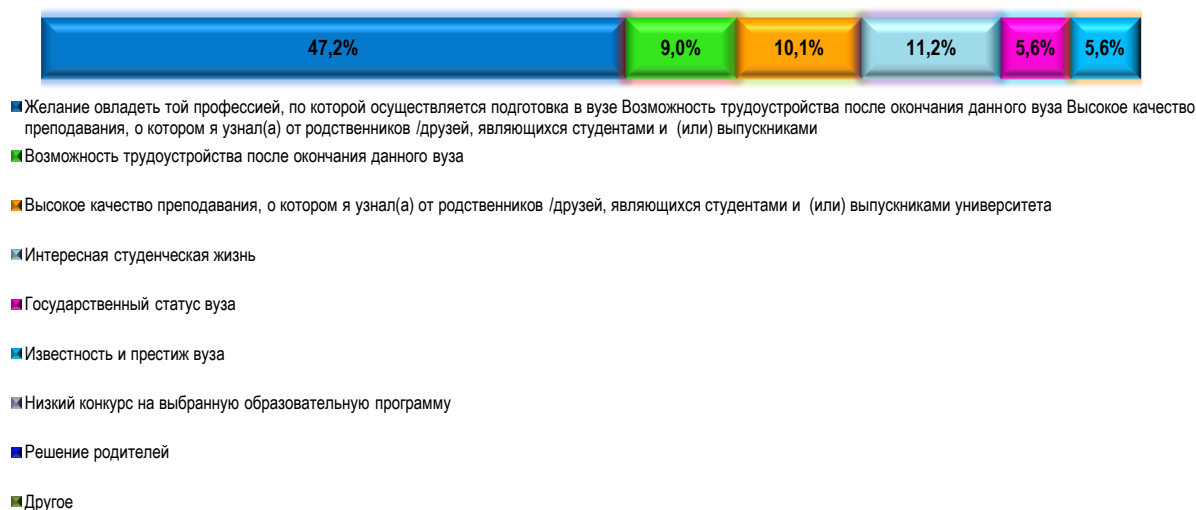 47,2% 9,0% 10,1% 11,2% 5,6% 5,6%
Желание овладеть той профессией, по которой осуществляется подготовка в вузе Возможность трудоустройства после окончания данного вуза Высокое качество
преподавания, о котором я узнал(а) от родственников /друзей, являющихся студентами и (или) выпускниками
Возможность трудоустройства после окончания данного вуза
Высокое качество преподавания, о котором я узнал(а) от родственников /друзей, являющихся студентами и (или) выпускниками университета
Интересная студенческая жизнь
Государственный статус вуза
Известность и престиж вуза
Низкий конкурс на выбранную образовательную программу
Решение родителей
Другое